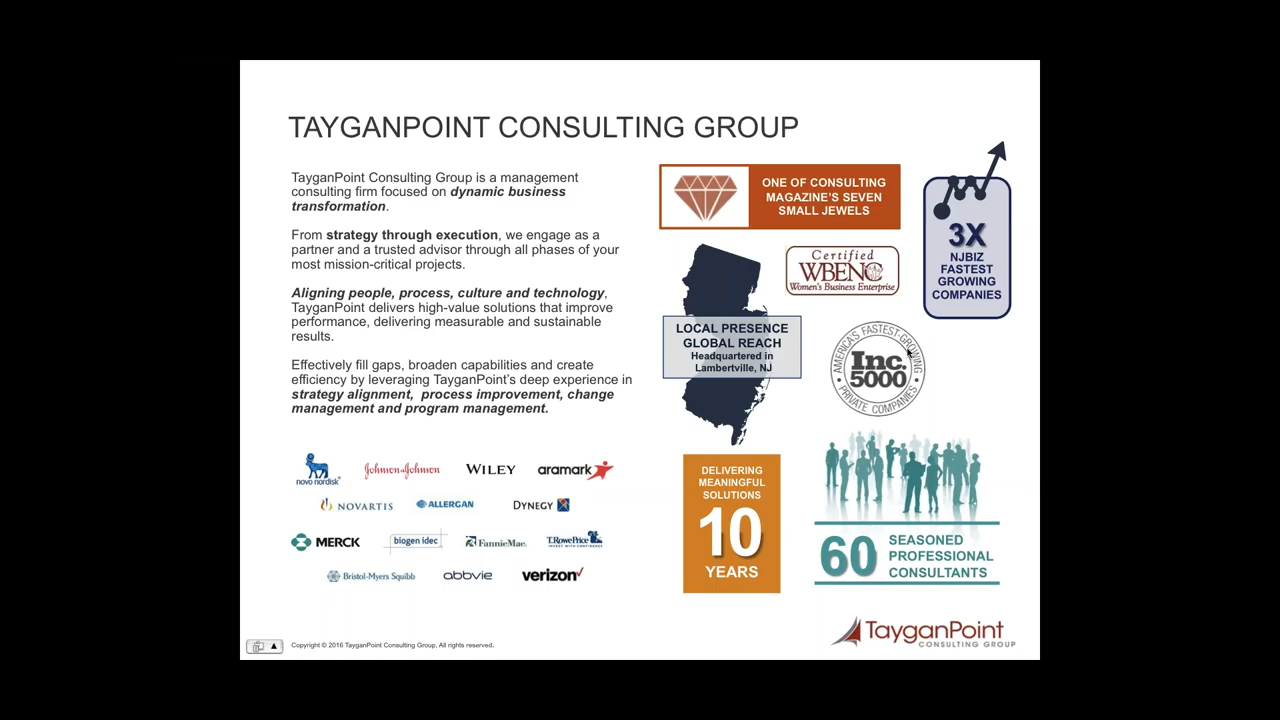 TAYGANPOINT CONSULTING GROUP
TayganPoint Consulting Group is a management
consulting firm focused on dynamic business
transformation.
From strategy through execution, we engage as a
partner and a trusted advisor through all phases of your
most mission-critical projects.
Aligning people, process, culture and technology,
TayganPoint delivers high-value solutions that improve
performance, delivering measurable and sustainable
results.
Effectively fill gaps, broaden capabilities and create
efficiency by leveraging TayganPoint's deep experience in
strategy alignment, process improvement, change
management and program management.
novo nordisk
Johnson & Johnson
WILEY
aramark
NOVARTIS
ALLERGAN
DYNEGY
MERCK
biogen idec
FannieMae.
T.RowePrice
INVEST WITH CONFIDENCE
Bristol-Myers Squibb
abbvie
verizon
ONE OF CONSULTING
MAGAZINE'S SEVEN
SMALL JEWELS
3X
NJBIZ
FASTEST
GROWING
COMPANIES
Certified
WBENC
Women's Business Enterprise
LOCAL PRESENCE
GLOBAL REACH
Headquartered in
Lambertville, NJ
AMERICA'S FASTEST-GROWING
Inc.
5000
PRIVATE COMPANIES
DELIVERING
MEANINGFUL
SOLUTIONS
10
YEARS
60
SEASONED
PROFESSIONAL
CONSULTANTS
TayganPoint
CONSULTING GROUP
Copyright © 2016 TayganPoint Consulting Group, All rights reserved.